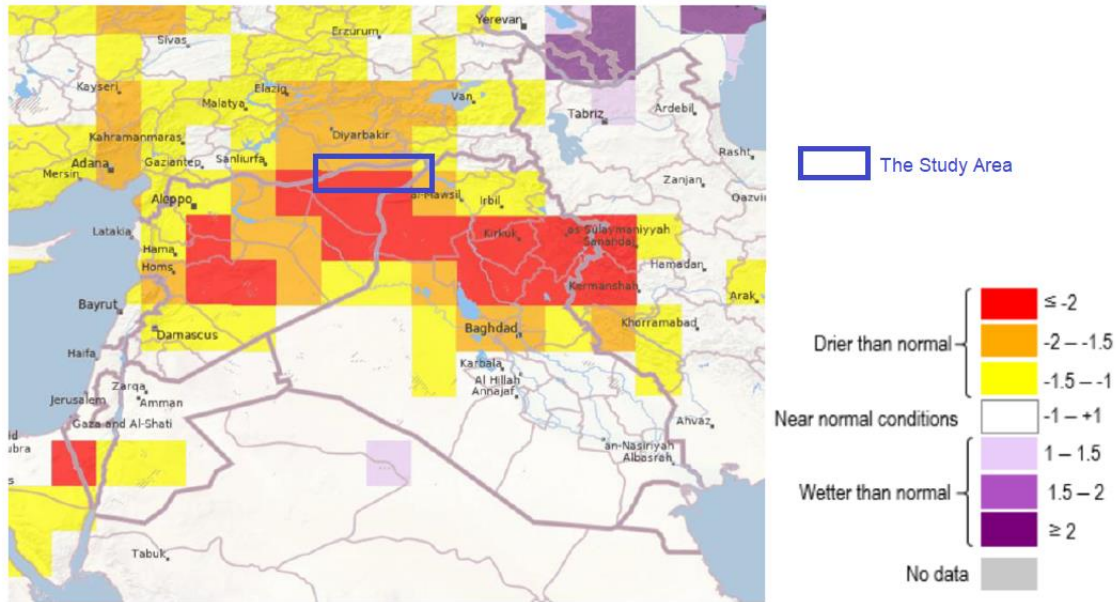 Yerevan
Erzurum
Sivas
Kayseri
Elazig
Malatya
Van
Tabriz
Ardebil
Diyarbakir
Kahramanmaras
Rasht
Adana
Gaziantep
Sanliurfa
Mersin
Zanjan
Aleppo
al-Mawsil
Irbil
Qazvin
Latakia
Kirkuk
as Sulaymaniyyah
Sanandaj
Hama
Homs
Hamadan
Kermanshah
Arak
Bayrut
Khorramabad
Damascus
Baghdad
Haifa
Karbala
Al Hillah
Annajaf
Zarqa
Jerusalem
Amman
Gaza and Al-Shati
Ahvaz
an-Nasiriyah
Albasrah
Tabuk
The Study Area
Drier than normal
≤ -2
-2 – -1.5
-1.5 – -1
Near normal conditions
-1 – +1
Wetter than normal
1 – 1.5
1.5 – 2
≥ 2
No data